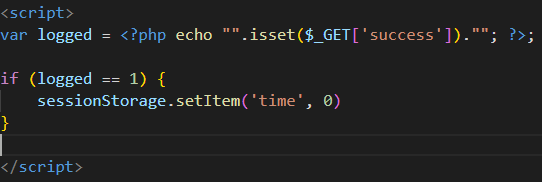 <script>
var logged = <?php echo "".isset($_GET['success']).""; ?>;
if (logged == 1) {
    sessionStorage.setItem('time', 0)
}
</script>